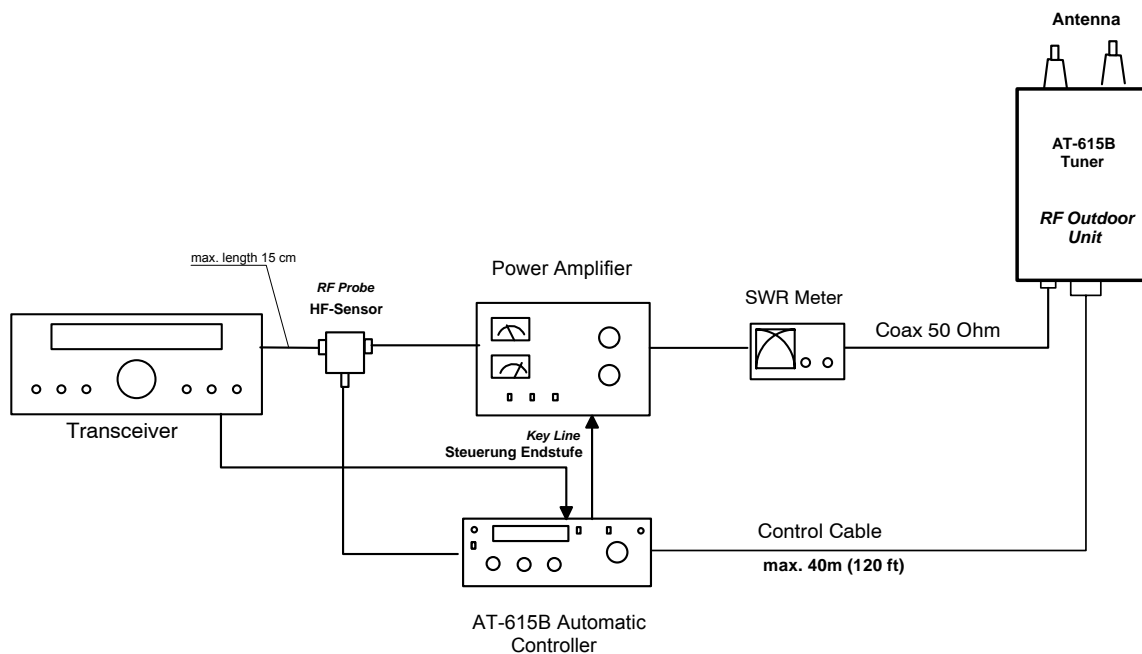 Antenna
AT-615B
Tuner
RF Outdoor
Unit
max. length 15 cm
RF Probe
HF-Sensor
Power Amplifier
SWR Meter
Coax 50 Ohm
Transceiver
Key Line
Steuerung Endstufe
Control Cable
max. 40m (120 ft)
AT-615B Automatic
Controller